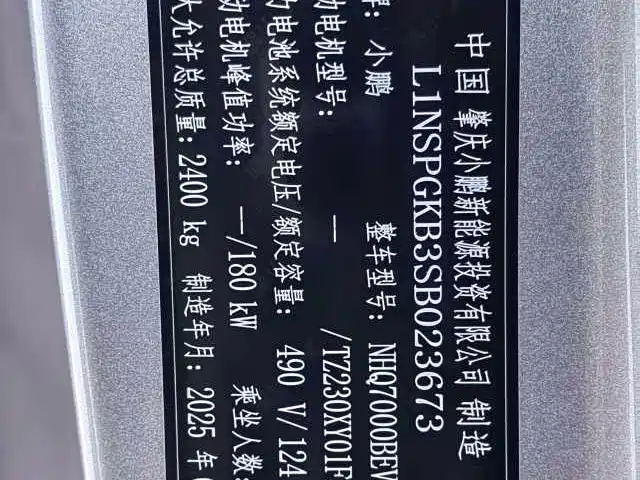 中国 肇庆小鹏新能源投资有限公司 制造
L1NSPGKB3SB023673
牌: 小鹏 整车型号: NHQ7000BEV
动电机型号: — /TZ230XY01F
力电池系统额定电压/额定容量: 490 V/124
动电机峰值功率: —/180 kW 乘坐人数:
大允许总质量: 2400 kg 制造年月: 2025 年